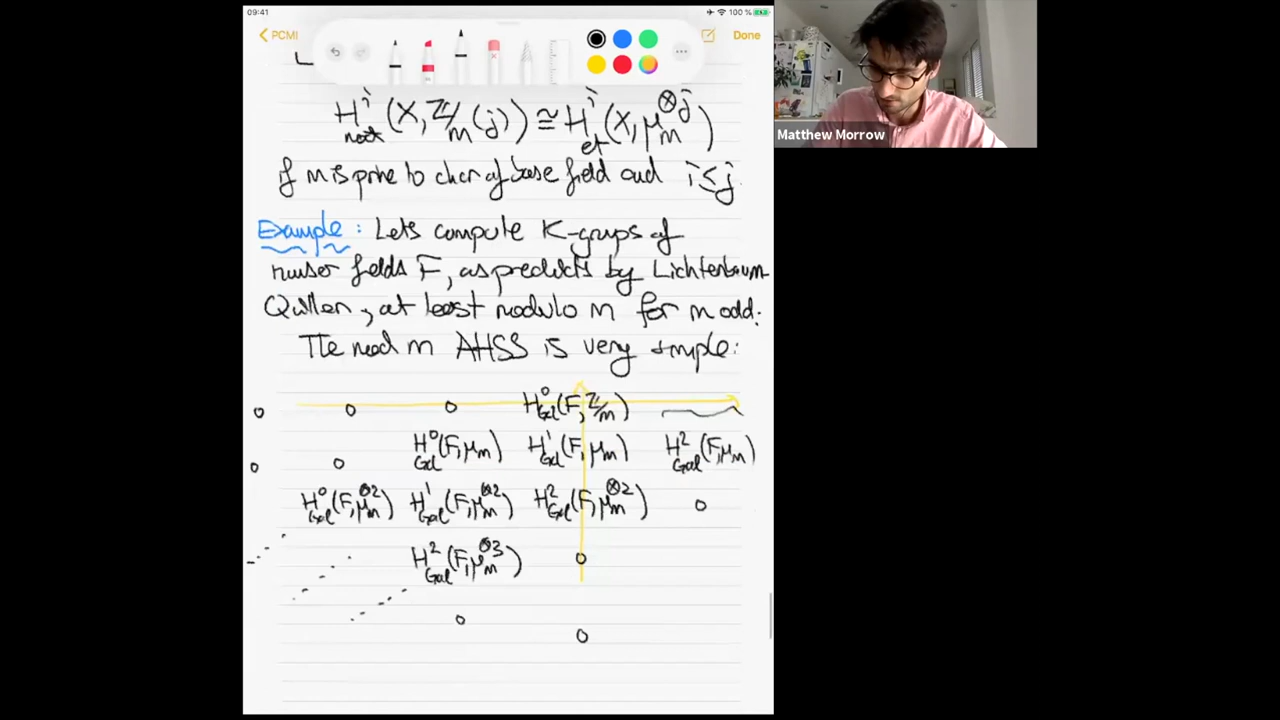 09:41
100 %
PCMI
Done
Matthew Morrow
H^i_mot (X, Z/m(j)) ≅ H^i_et (X, μ_m^{⊗j})
if m is prime to char of base field and i ≤ j
Example: Lets compute K-groups of
number fields F, as predicts by Lichtenbaum
Quillen, at least modulo m for m odd:
The mod m AHSS is very simple:
0 0 0 H^0_Gal(F, Z/m)
0 0 H^0_Gal(F, μ_m) H^1_Gal(F, μ_m) H^2_Gal(F, μ_m)
H^0_Gal(F, μ_m^{⊗2}) H^1_Gal(F, μ_m^{⊗2}) H^2_Gal(F, μ_m^{⊗2}) 0
H^2_Gal(F, μ_m^{⊗3}) 0
0 0